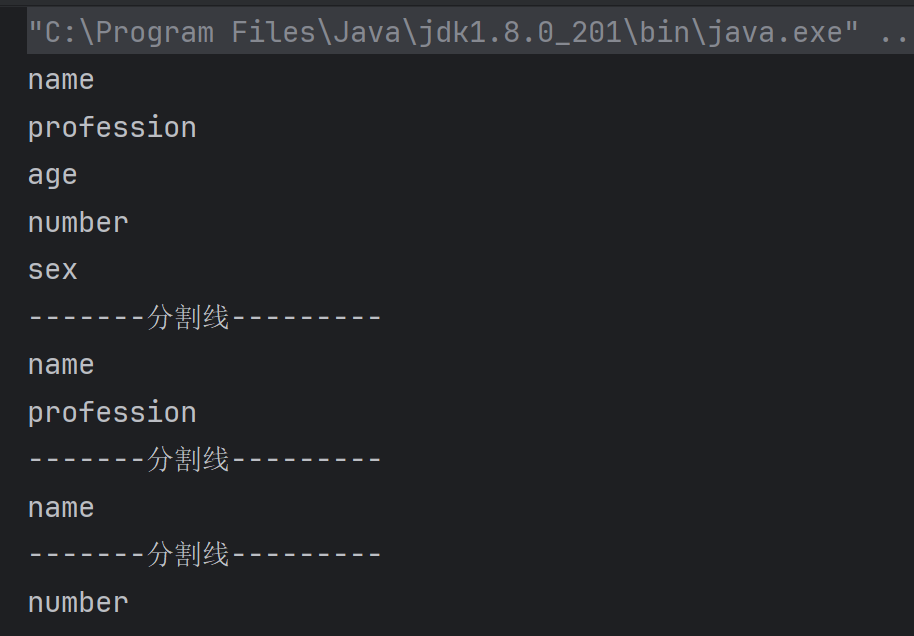 "C:\Program Files\Java\jdk1.8.0_201\bin\java.exe" ..
name
profession
age
number
sex
-------分割线---------
name
profession
-------分割线---------
name
-------分割线---------
number